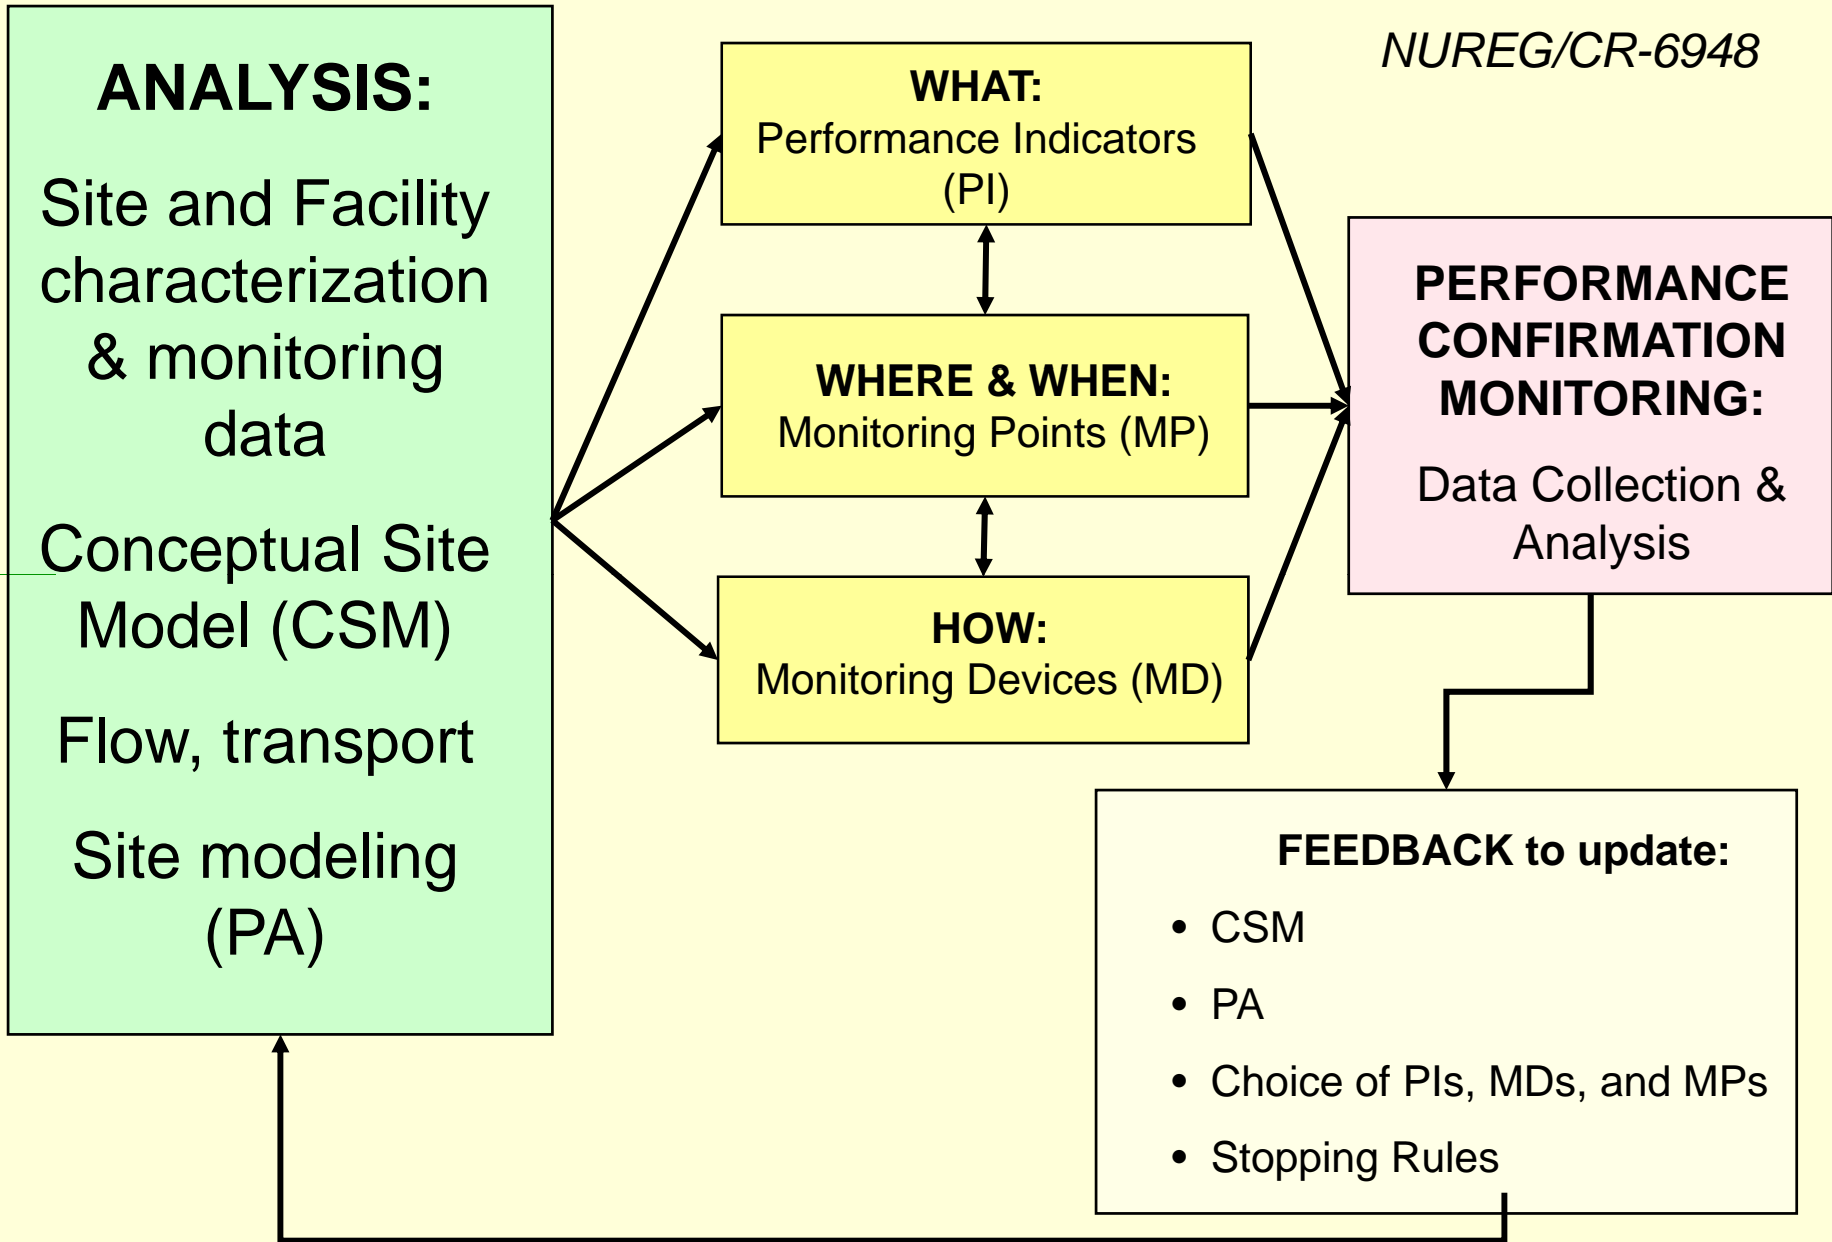 ANALYSIS:
Site and Facility
characterization
& monitoring
data
Conceptual Site
Model (CSM)
Flow, transport
Site modeling
(PA)
WHAT:
Performance Indicators
(PI)
WHERE & WHEN:
Monitoring Points (MP)
HOW:
Monitoring Devices (MD)
NUREG/CR-6948
PERFORMANCE
CONFIRMATION
MONITORING:
Data Collection &
Analysis
FEEDBACK to update:
• CSM
• PA
• Choice of PIs, MDs, and MPs
• Stopping Rules